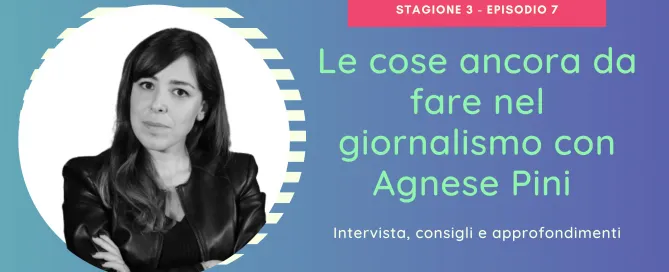 STAGIONE 3 - EPISODIO 7
Le cose ancora da
fare nel
giornalismo con
Agnese Pini
Intervista, consigli e approfondimenti